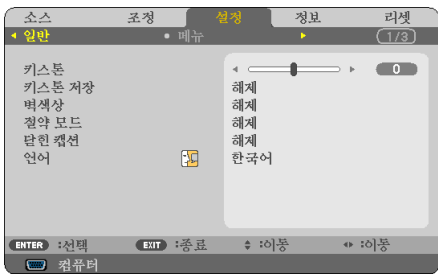 소스 조정 설정 정보 리셋
일반 메뉴 (1/3)
키스톤 0
키스톤 저장 해제
벽색상 해제
절약 모드 해제
닫힌 캡션 해제
언어 한국어
ENTER :선택 EXIT :종료 :이동 :이동
컴퓨터